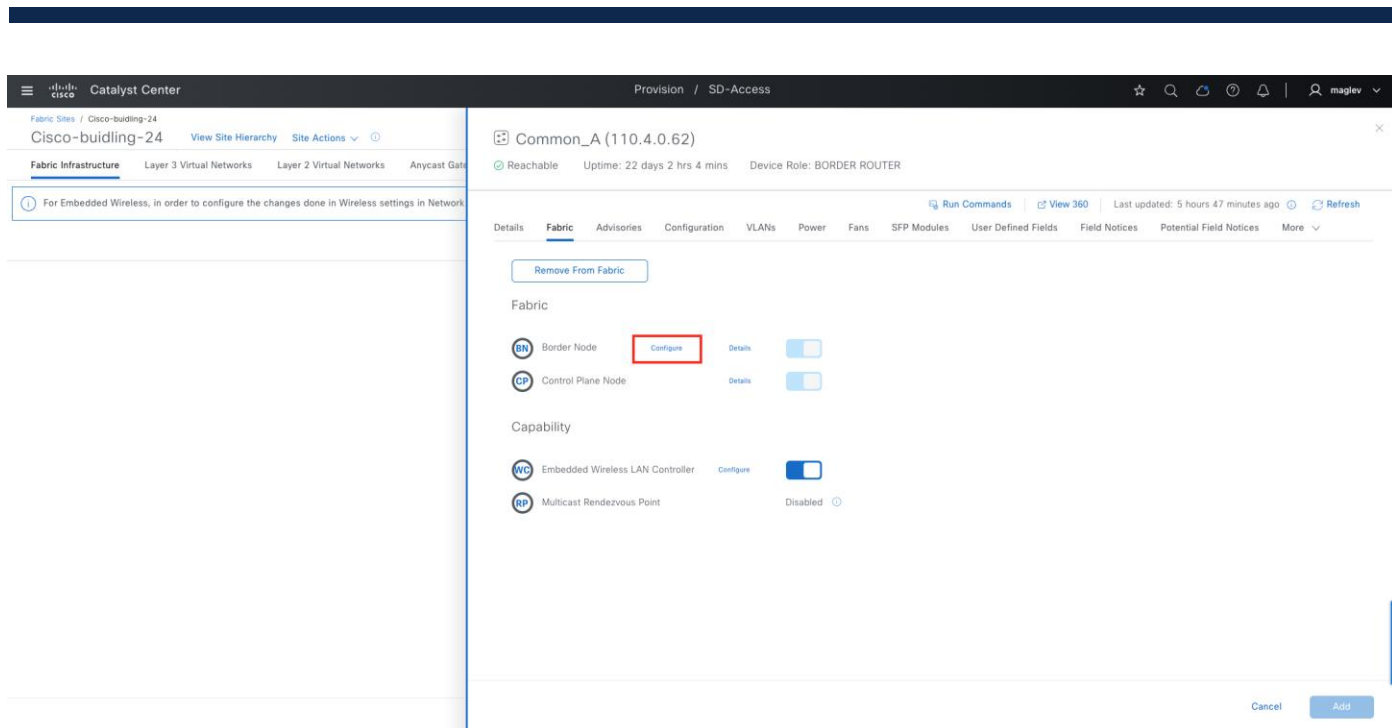 cisco Catalyst Center
Provision / SD-Access
maglev
Fabric Sites / Cisco-buidling-24
Cisco-buidling-24 View Site Hierarchy Site Actions
Fabric Infrastructure Layer 3 Virtual Networks Layer 2 Virtual Networks Anycast Gate
For Embedded Wireless, in order to configure the changes done in Wireless settings in Network
Common_A (110.4.0.62)
Reachable Uptime: 22 days 2 hrs 4 mins Device Role: BORDER ROUTER
Run Commands View 360 Last updated: 5 hours 47 minutes ago Refresh
Details Fabric Advisories Configuration VLANs Power Fans SFP Modules User Defined Fields Field Notices Potential Field Notices More
Remove From Fabric
Fabric
BN Border Node Configure Details
CP Control Plane Node Details
Capability
WC Embedded Wireless LAN Controller Configure
RP Multicast Rendezvous Point Disabled
Cancel Add